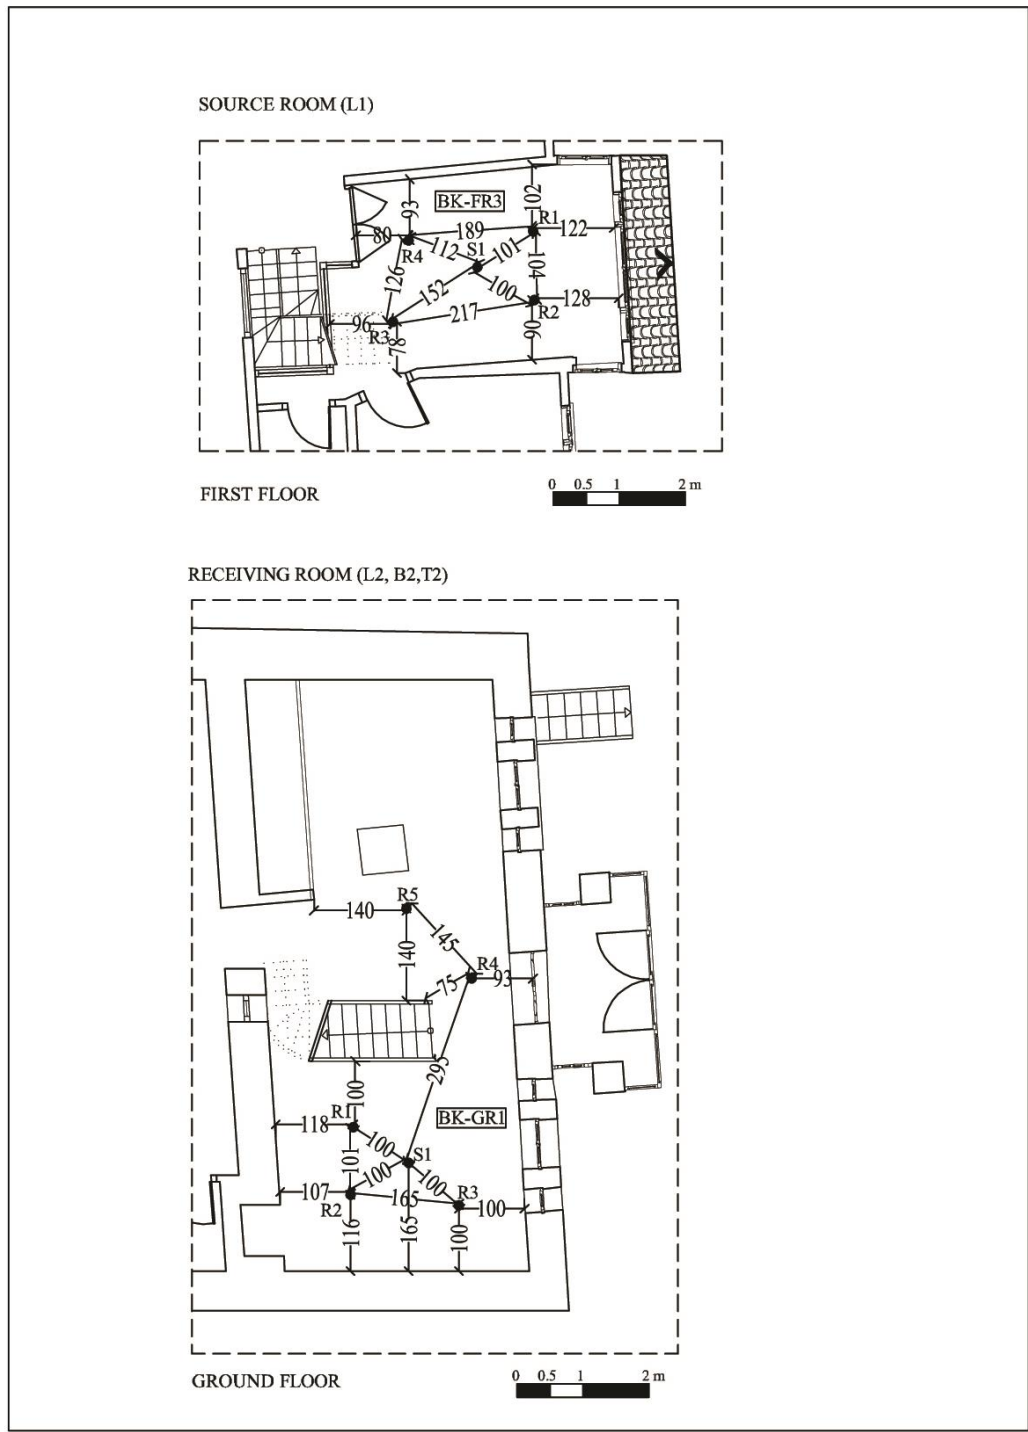 SOURCE ROOM (L1)
102
93
BK-FR3
R1
189
122
80
R4
112
S1
101
126
104
152
100
128
R2
217
96
R3
78
90
0 0.5 1 2 m
FIRST FLOOR
RECEIVING ROOM (L2, B2,T2)
R5
140
145
140
R4
75
93
295
100
R1
BK-GR1
118
100
S1
101
100
100
107
165
R3
R2
100
116
165
100
0 0.5 1 2 m
GROUND FLOOR